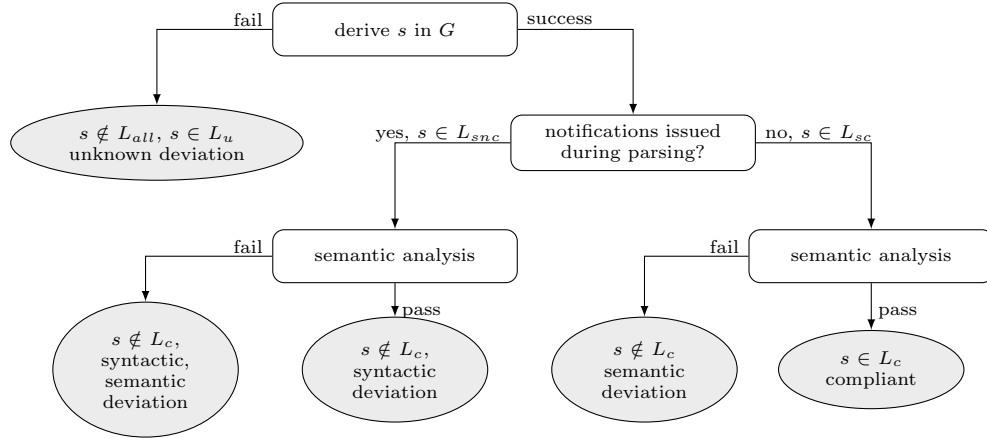 fail
derive s in G
success
s ∉ L_all, s ∈ L_u
unknown deviation
yes, s ∈ L_snc
notifications issued
during parsing?
no, s ∈ L_sc
fail
semantic analysis
pass
fail
semantic analysis
pass
s ∉ L_c,
syntactic,
semantic
deviation
s ∉ L_c,
syntactic
deviation
s ∉ L_c
semantic
deviation
s ∈ L_c
compliant